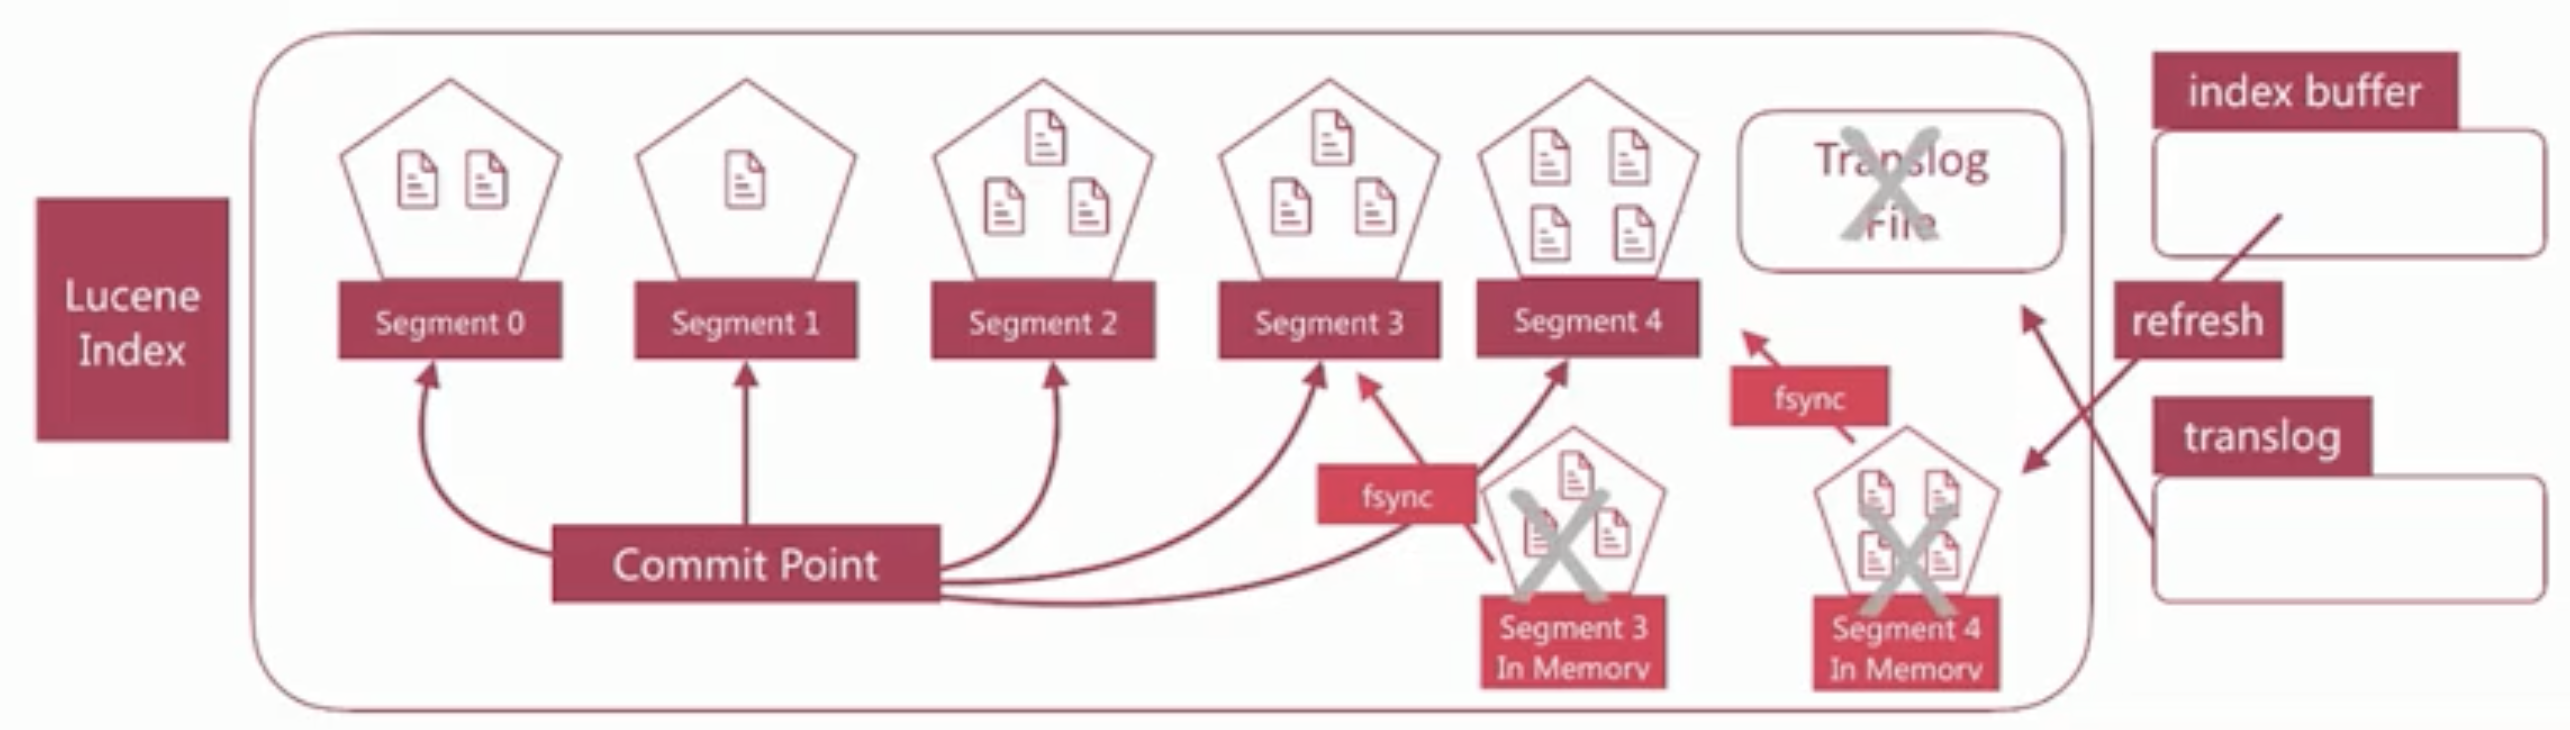 Lucene
Index
Segment 0
Segment 1
Segment 2
Segment 3
Segment 4
Translog
File
index buffer
refresh
translog
fsync
fsync
Commit Point
Segment 3
In Memory
Segment 4
In Memory